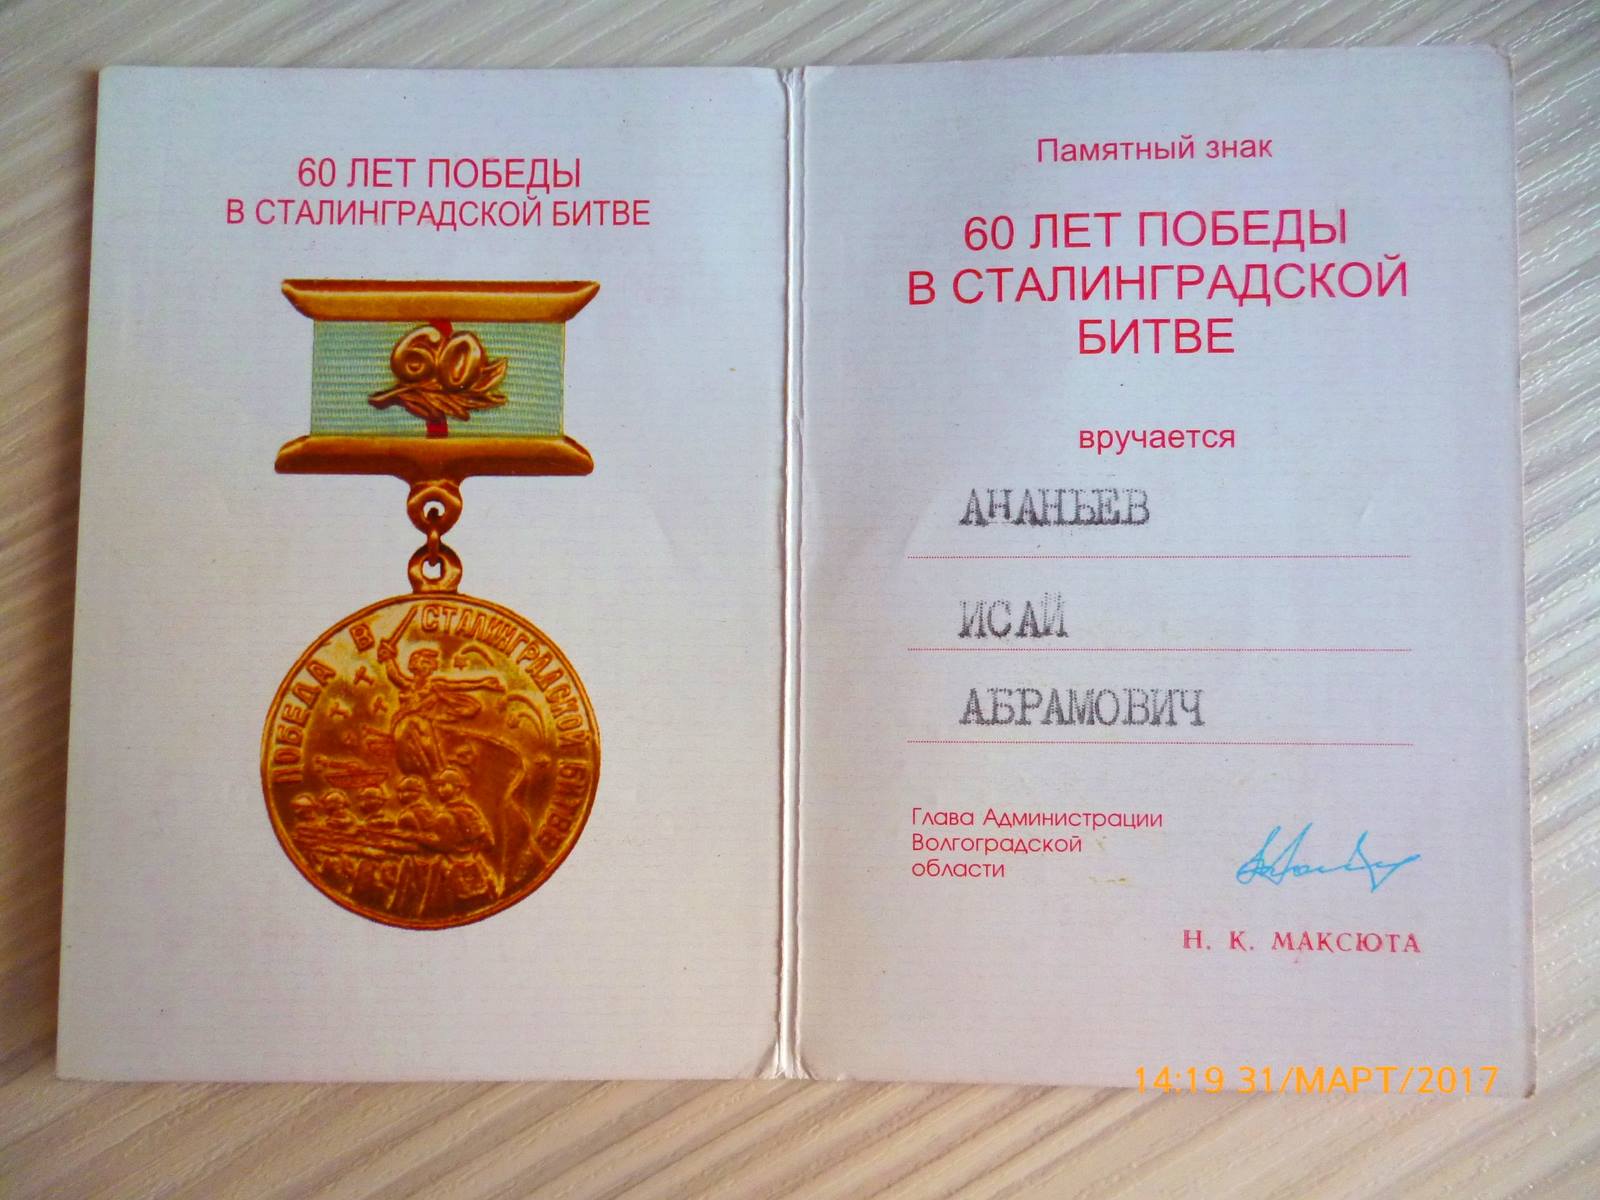 60 ЛЕТ ПОБЕДЫ
В СТАЛИНГРАДСКОЙ БИТВЕ
60
ПОБЕДА В СТАЛИНГРАДСКОЙ БИТВЕ
Памятный знак
60 ЛЕТ ПОБЕДЫ
В СТАЛИНГРАДСКОЙ
БИТВЕ
вручается
АНАНЬЕВ
ИСАЙ
АБРАМОВИЧ
Глава Администрации
Волгоградской
области
Н. К. МАКСЮТА
14:19 31/МАРТ/2017